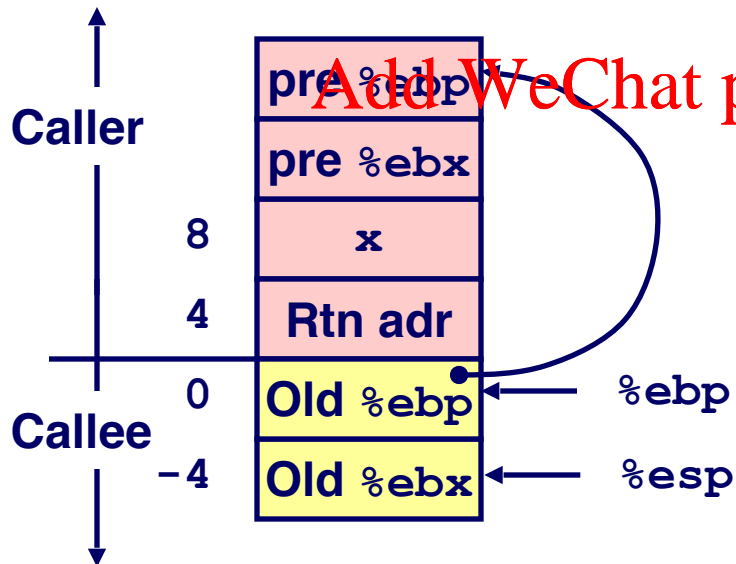 pre %ebp
Add WeChat p
Caller
pre %ebx
8 x
4 Rtn adr
0 Old %ebp %ebp
Callee
-4 Old %ebx %esp